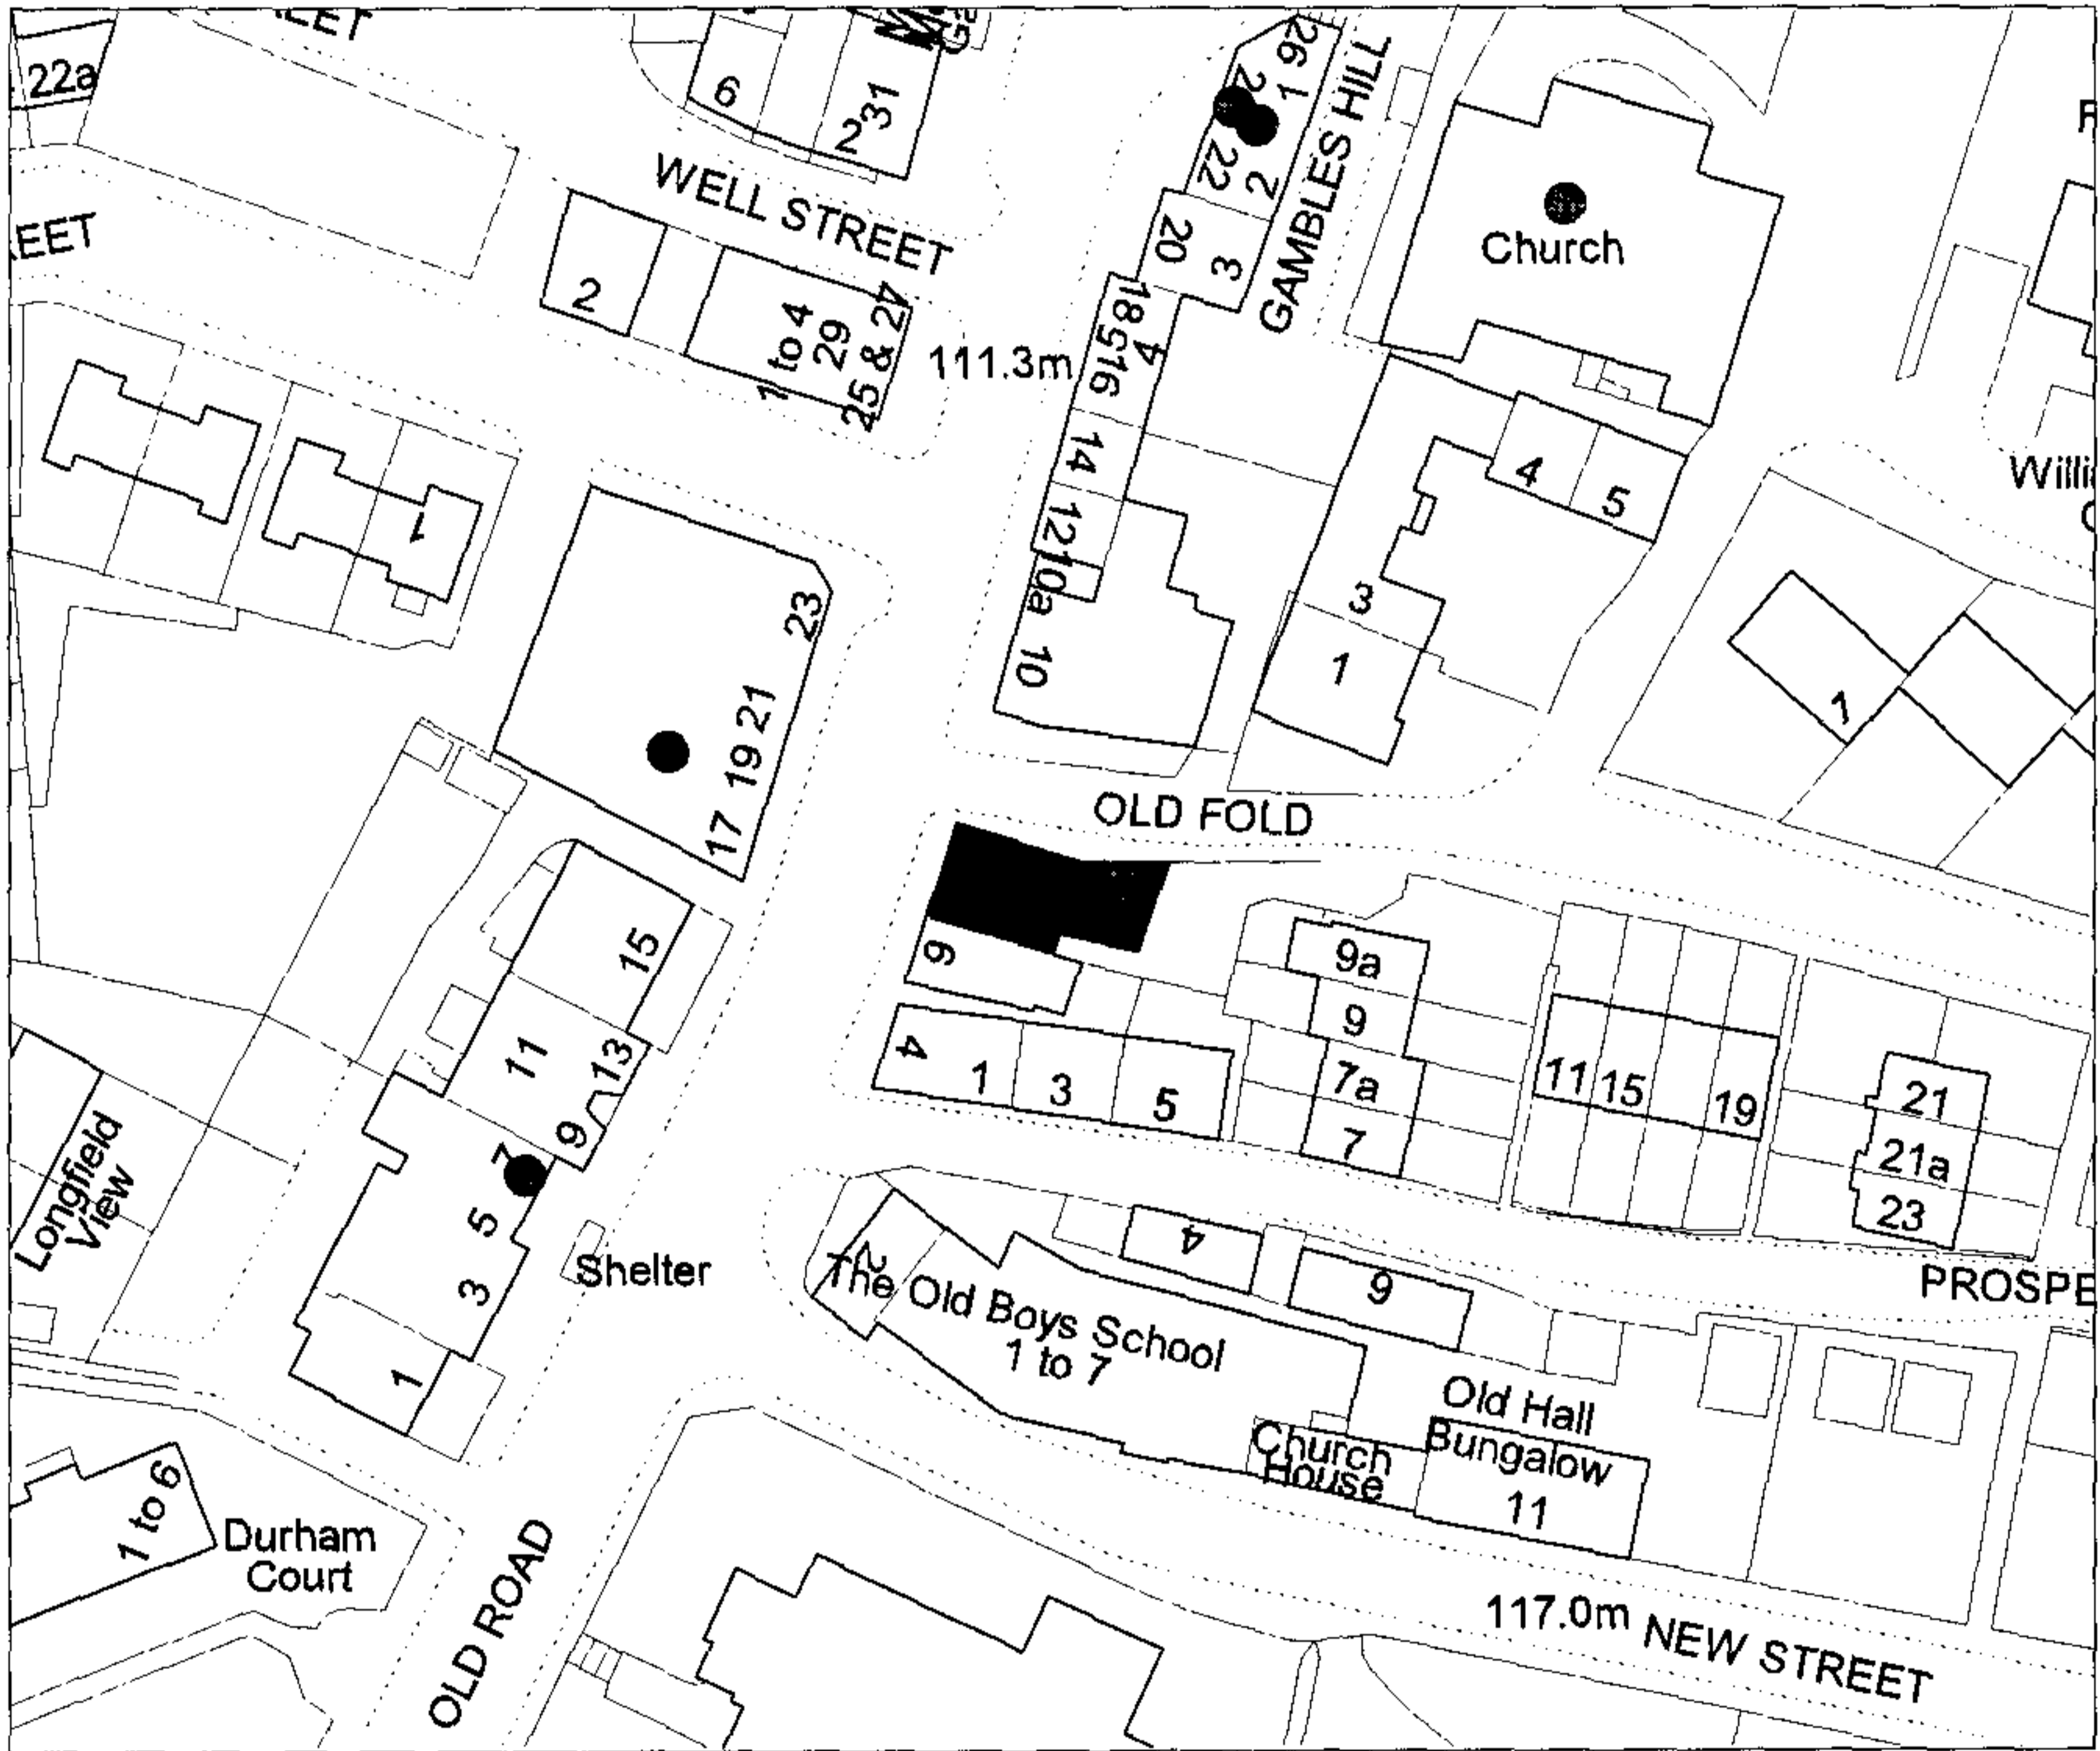 22a
6
2
31
26
1
22
2
GAMBLES HILL
WELL STREET
EET
20
3
Church
2
1 to 4
29
25 & 27
111.3m
18
16
4
14
12
10a
10
4
5
3
1
1
1
23
21
19
17
OLD FOLD
15
11
13
9
7
5
3
1
6
4
1
3
5
9a
9
7a
7
11
15
19
21
21a
23
Longfield
View
Shelter
2
4
9
The Old Boys School
1 to 7
PROSPE
Old Hall
Bungalow
11
Church
House
1 to 6
Durham
Court
OLD ROAD
117.0m
NEW STREET